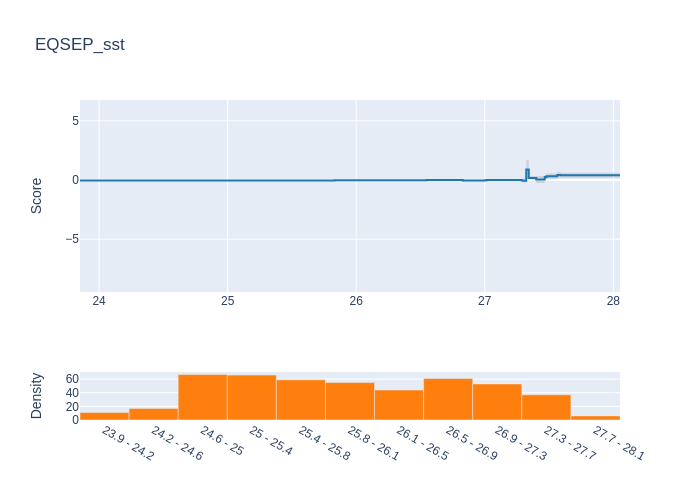 EQSEP_sst
Score
5
0
−5
24
25
26
27
28
Density
60
40
20
0
23.9 - 24.2
24.2 - 24.6
24.6 - 25
25 - 25.4
25.4 - 25.8
25.8 - 26.1
26.1 - 26.5
26.5 - 26.9
26.9 - 27.3
27.3 - 27.7
27.7 - 28.1